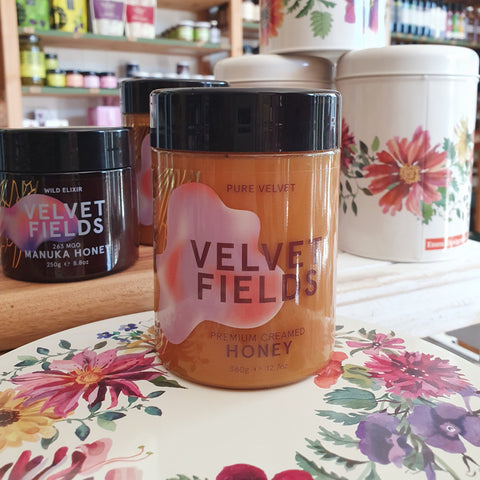 WILD ELIXIR
VELVET
FIELDS
263 MGO
MANUKA HONEY
250g 8.8oz
PURE VELVET
VELVET
FIELDS
PREMIUM CREAMED
HONEY
360g 12.7oz
Emma